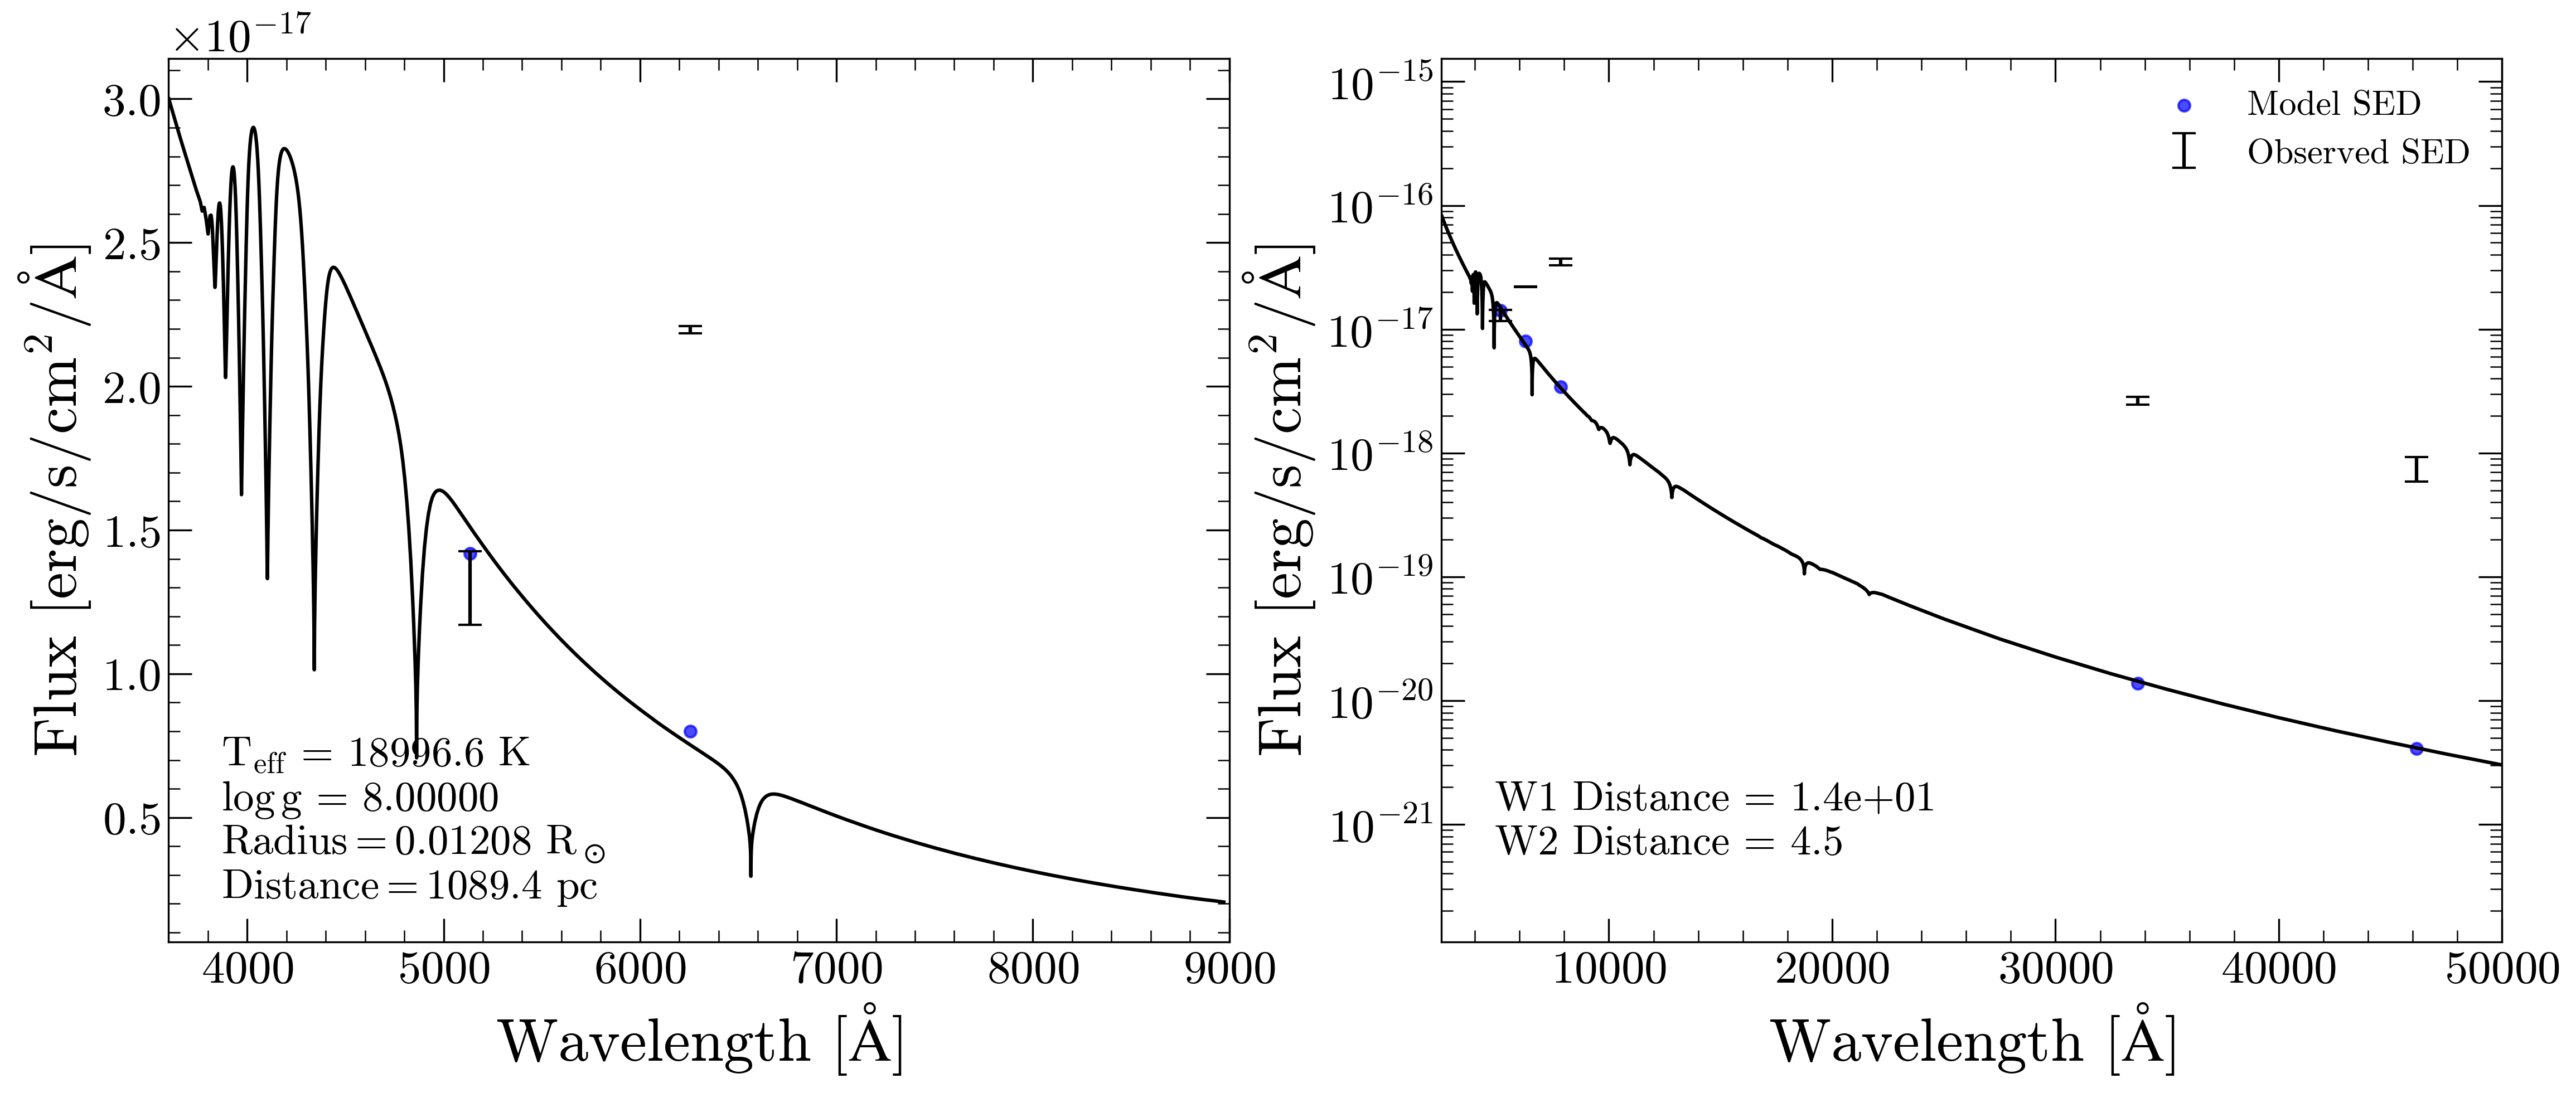 ×10⁻¹⁷
3.0
2.5
2.0
1.5
1.0
0.5
Flux [erg/s/cm²/Å]
T_eff = 18996.6 K
log g = 8.00000
Radius = 0.01208 R_⊙
Distance = 1089.4 pc
4000 5000 6000 7000 8000 9000
Wavelength [Å]
10⁻¹⁵
10⁻¹⁶
10⁻¹⁷
10⁻¹⁸
10⁻¹⁹
10⁻²⁰
10⁻²¹
Flux [erg/s/cm²/Å]
Model SED
Observed SED
W1 Distance = 1.4e+01
W2 Distance = 4.5
10000 20000 30000 40000 50000
Wavelength [Å]